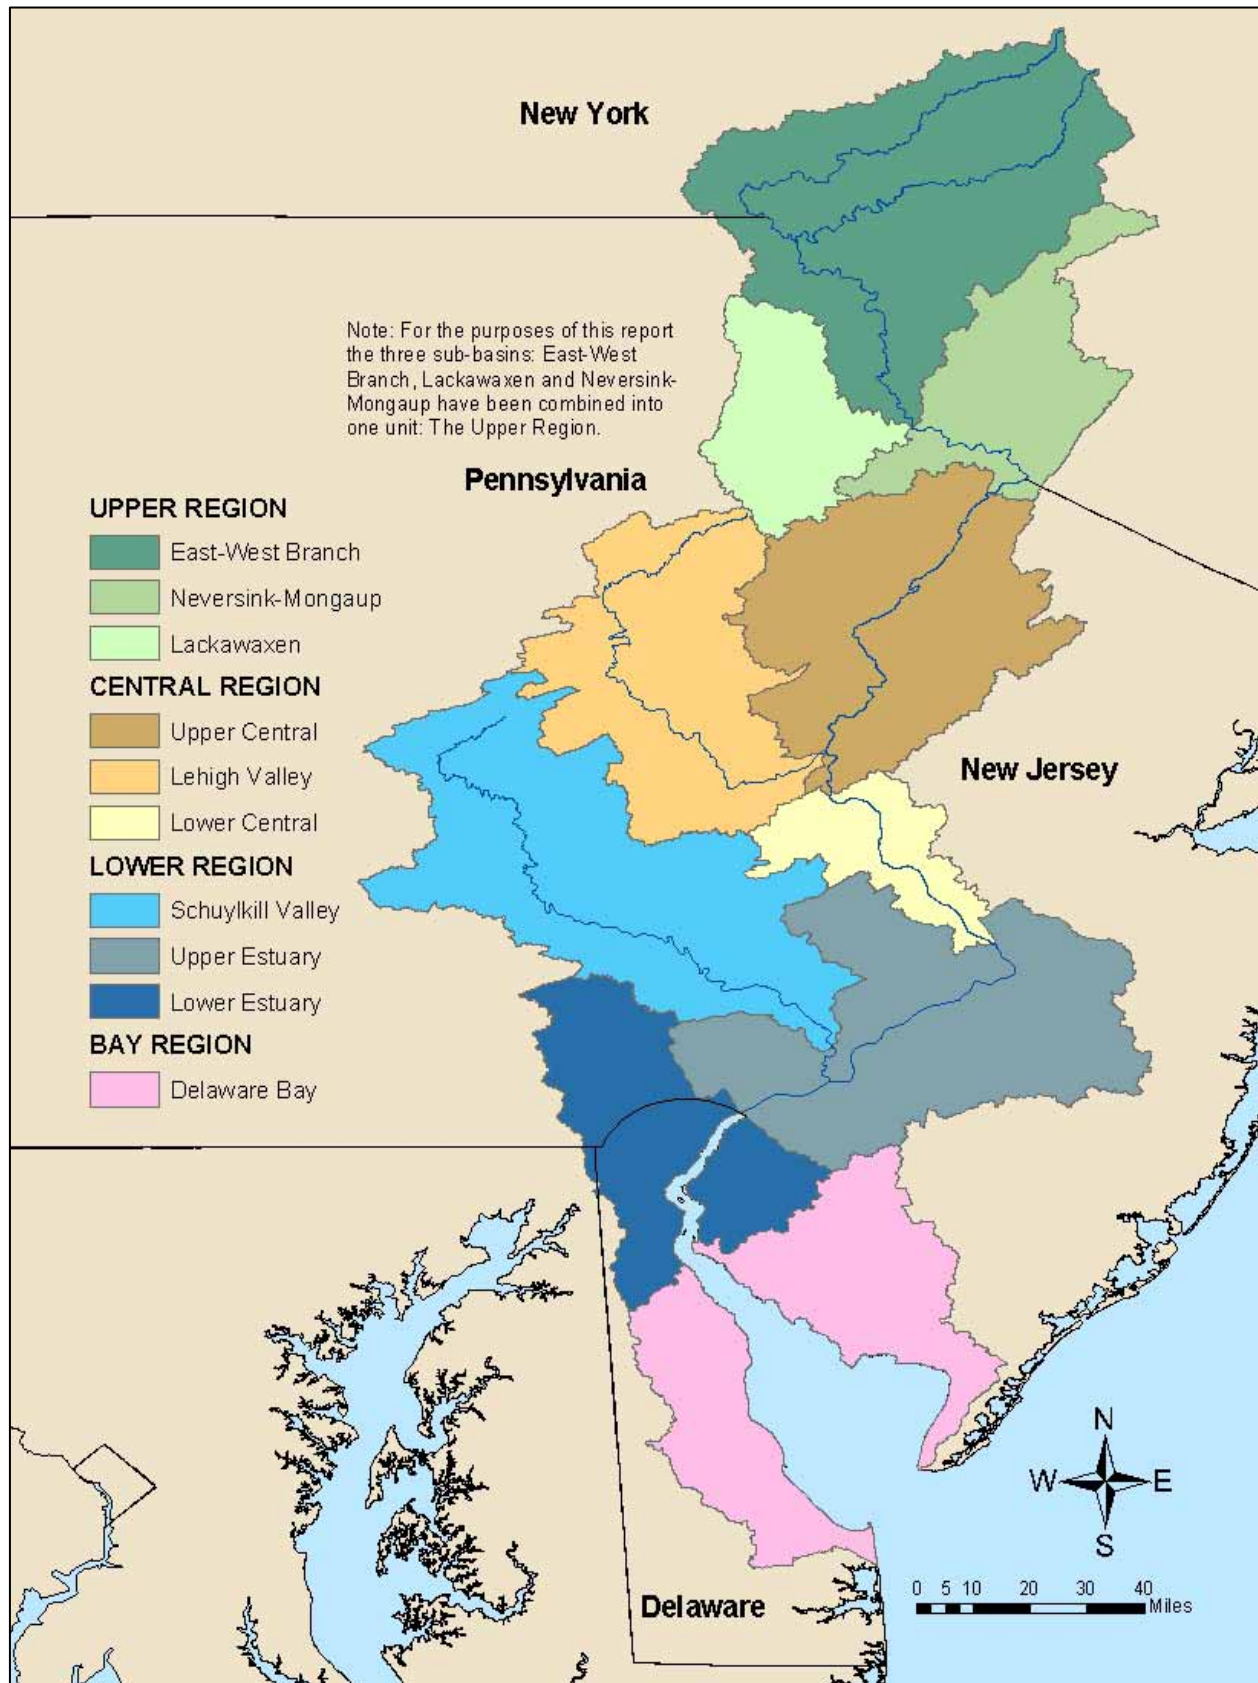 New York
Note: For the purposes of this report
the three sub-basins: East-West
Branch, Lackawaxen and Neversink-
Mongaup have been combined into
one unit: The Upper Region.
Pennsylvania
UPPER REGION
East-West Branch
Neversink-Mongaup
Lackawaxen
CENTRAL REGION
Upper Central
Lehigh Valley
Lower Central
LOWER REGION
Schuylkill Valley
Upper Estuary
Lower Estuary
BAY REGION
Delaware Bay
New Jersey
N
W E
S
0 5 10 20 30 40
Miles
Delaware